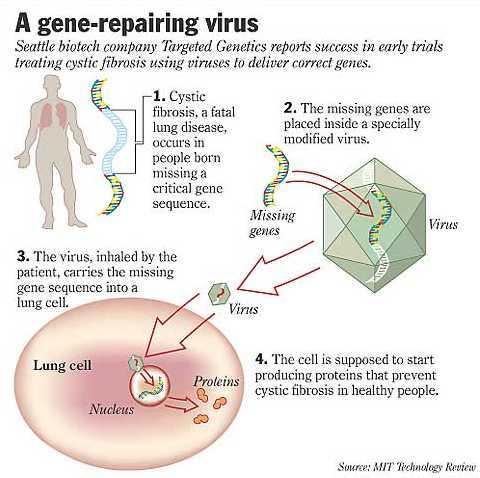 A gene-repairing virus
Seattle biotech company Targeted Genetics reports success in early trials
treating cystic fibrosis using viruses to deliver correct genes.
1. Cystic
fibrosis, a fatal
lung disease,
occurs in
people born
missing a
critical gene
sequence.
2. The missing genes are
placed inside a specially
modified virus.
Missing
genes
Virus
3. The virus, inhaled by the
patient, carries the missing
gene sequence into a
lung cell.
Virus
Lung cell
Proteins
Nucleus
4. The cell is supposed to start
producing proteins that prevent
cystic fibrosis in healthy people.
Source: MIT Technology Review